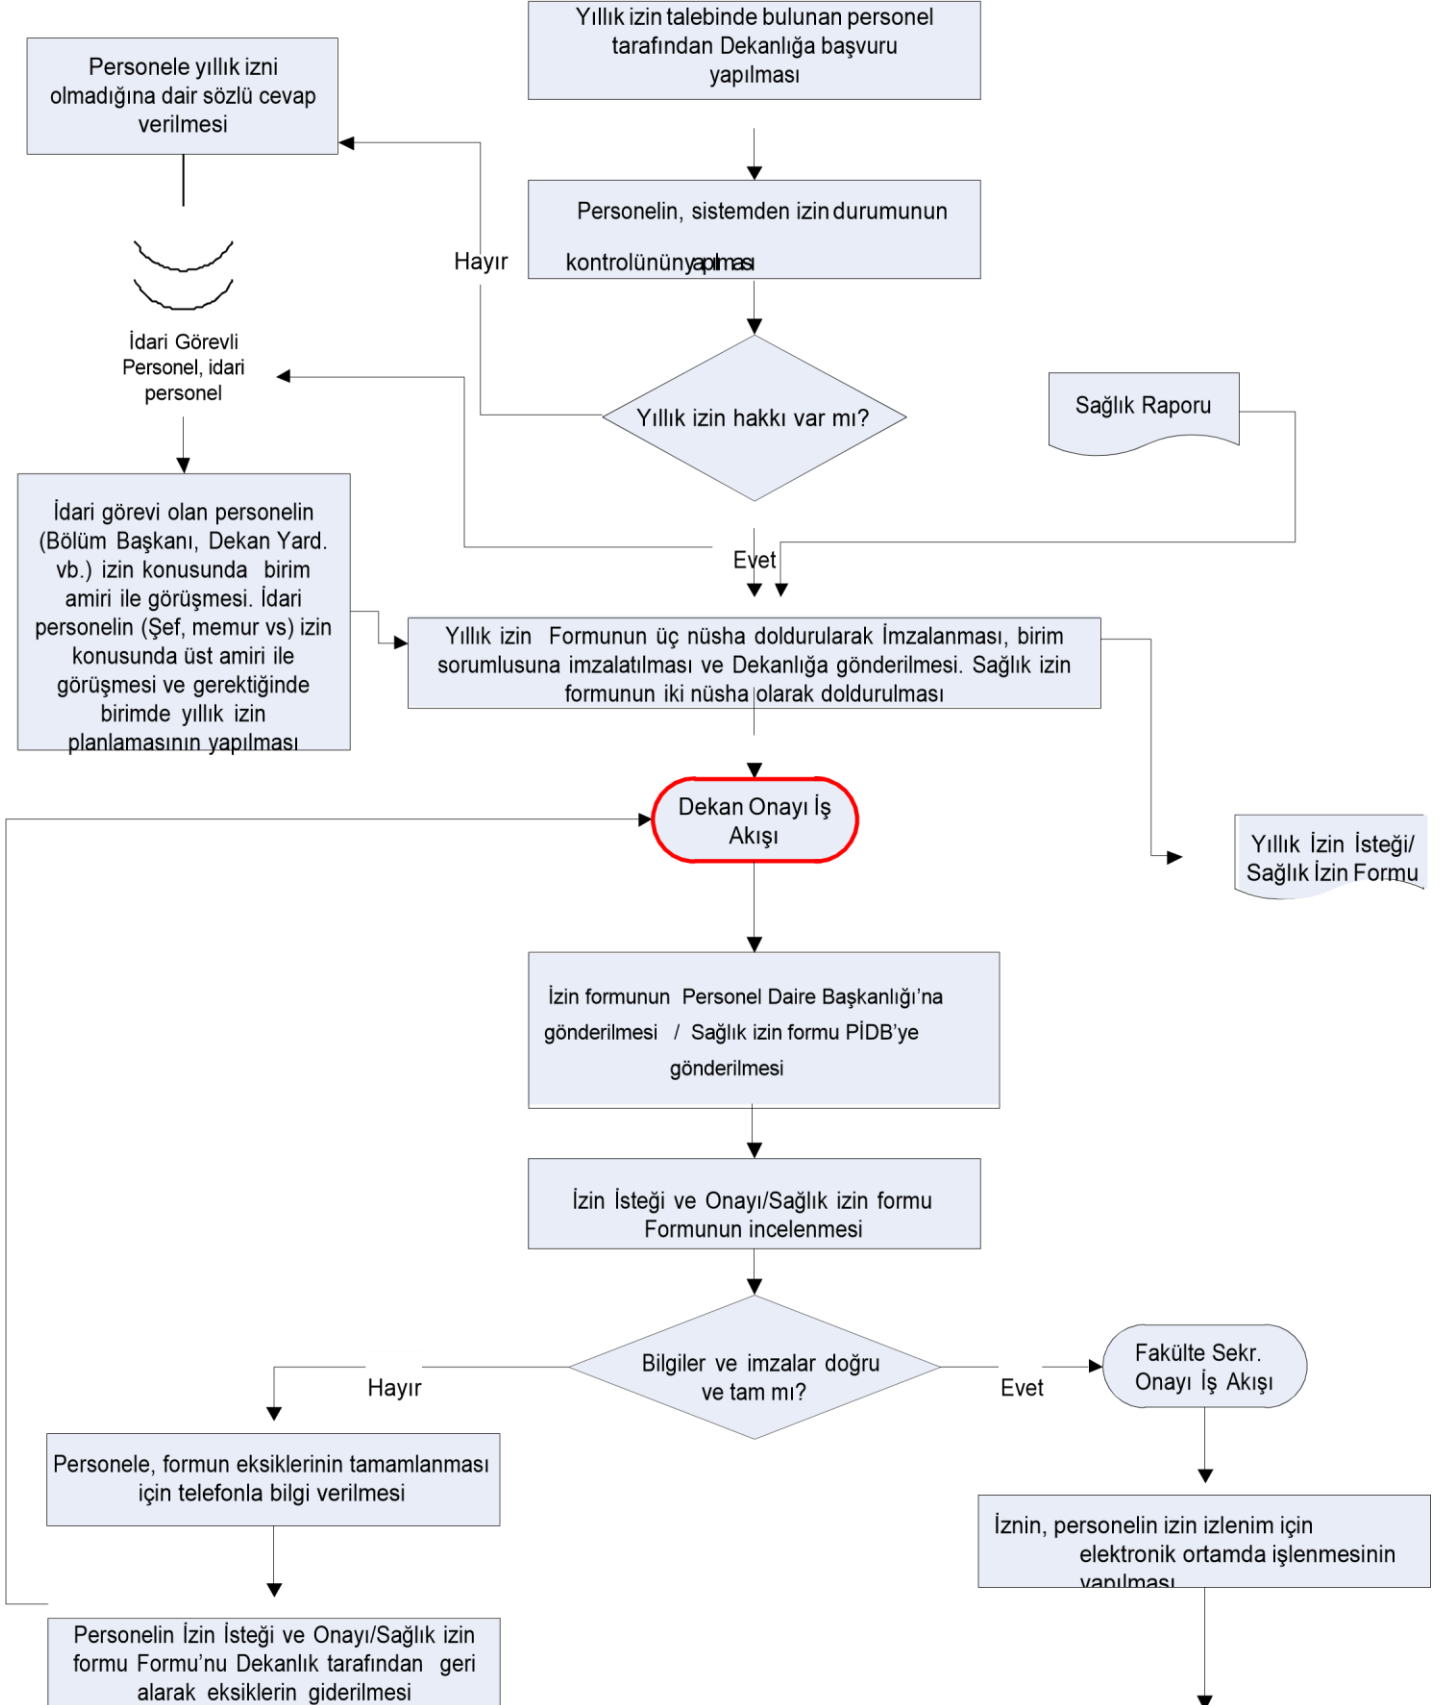 Yıllık izin talebinde bulunan personel
tarafından Dekanlığa başvuru
yapılması
Personele yıllık izni
olmadığına dair sözlü cevap
verilmesi
Personelin, sistemden izin durumunun
kontrolünün yapılması
Hayır
İdari Görevli
Personel, idari
personel
Yıllık izin hakkı var mı?
Sağlık Raporu
İdari görevi olan personelin
(Bölüm Başkanı, Dekan Yard.
vb.) izin konusunda birim
amiri ile görüşmesi. İdari
personelin (Şef, memur vs) izin
konusunda üst amiri ile
görüşmesi ve gerektiğinde
birimde yıllık izin
planlamasının yapılması
Evet
Yıllık izin Formunun üç nüsha doldurularak İmzalanması, birim
sorumlusuna imzalatılması ve Dekanlığa gönderilmesi. Sağlık izin
formunun iki nüsha olarak doldurulması
Dekan Onayı İş
Akışı
Yıllık İzin İsteği/
Sağlık İzin Formu
İzin formunun Personel Daire Başkanlığı’na
gönderilmesi / Sağlık izin formu PİDB’ye
gönderilmesi
İzin İsteği ve Onayı/Sağlık izin formu
Formunun incelenmesi
Bilgiler ve imzalar doğru
ve tam mı?
Hayır
Evet
Fakülte Sekr.
Onayı İş Akışı
Personele, formun eksiklerinin tamamlanması
için telefonla bilgi verilmesi
İznin, personelin izin izlenim için
elektronik ortamda işlenmesinin
yapılması
Personelin İzin İsteği ve Onayı/Sağlık izin
formu Formu’nu Dekanlık tarafından geri
alarak eksiklerin giderilmesi